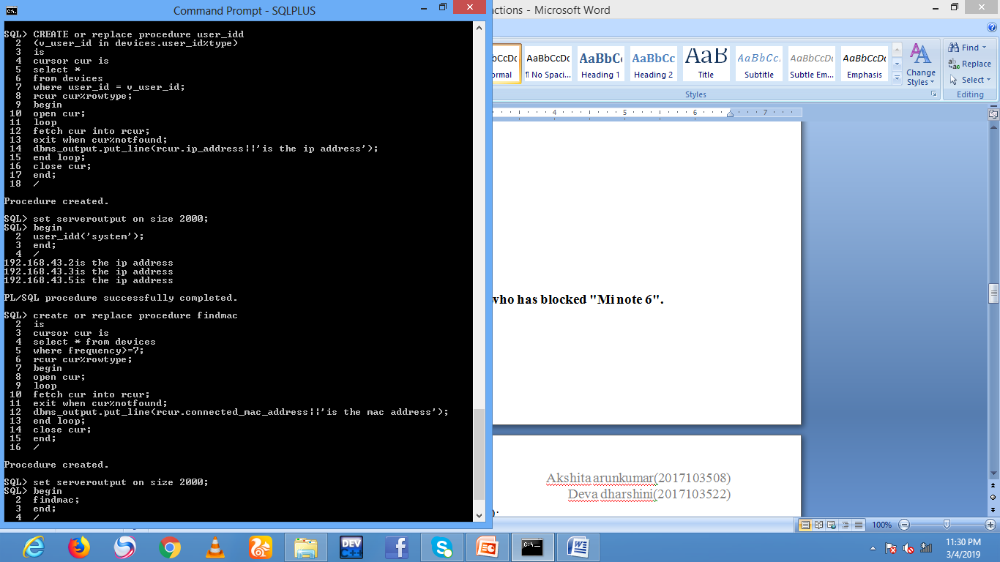 Command Prompt - SQLPLUS
SQL> CREATE or replace procedure user_idd
2 (v_user_id in devices.user_id%type)
3 is
4 cursor cur is
5 select *
6 from devices
7 where user_id = v_user_id;
8 rcur cur%rowtype;
9 begin
10 open cur;
11 loop
12 fetch cur into rcur;
13 exit when cur%notfound;
14 dbms_output.put_line(rcur.ip_address||'is the ip address');
15 end loop;
16 close cur;
17 end;
18 /
Procedure created.
SQL> set serveroutput on size 2000;
SQL> begin
2 user_idd('system');
3 end;
4 /
192.168.43.2is the ip address
192.168.43.3is the ip address
192.168.43.5is the ip address
PL/SQL procedure successfully completed.
SQL> create or replace procedure findmac
2 is
3 cursor cur is
4 select * from devices
5 where frequency>=7;
6 rcur cur%rowtype;
7 begin
8 open cur;
9 loop
10 fetch cur into rcur;
11 exit when cur%notfound;
12 dbms_output.put_line(rcur.connected_mac_address||'is the mac address');
13 end loop;
14 close cur;
15 end;
16 /
Procedure created.
SQL> set serveroutput on size 2000;
SQL> begin
2 findmac;
3 end;
4 /
ctions - Microsoft Word
AaBbCcDc AaBbC AaBbCc AaB AaBbCc. AaBbCcDc AaBbCcDc
ormal ¶ No Spaci... Heading 1 Heading 2 Title Subtitle Subtle Em... Emphasis
Change Styles
Styles
Find
Replace
Select
Editing
4 5 6 7
who has blocked "Mi note 6".
Akshita arunkumar(2017103508)
Deva dharshini(2017103522)
):
100%
DEV C++
11:30 PM
3/4/2019